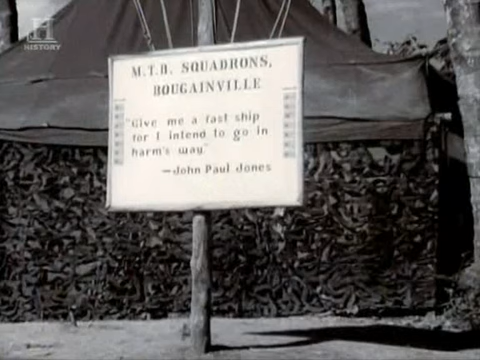 H
HISTORY
M.T.B. SQUADRONS,
BOUGAINVILLE
"Give me a fast ship
for I intend to go in
harm's way."
—John Paul Jones